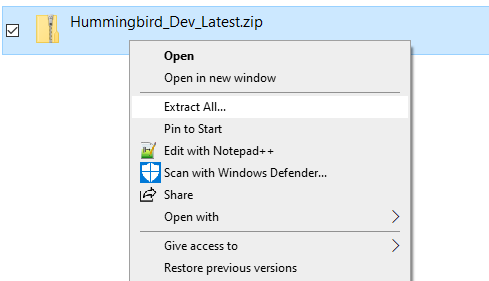 Hummingbird_Dev_Latest.zip
Open
Open in new window
Extract All...
Pin to Start
Edit with Notepad++
Scan with Windows Defender...
Share
Open with
Give access to
Restore previous versions